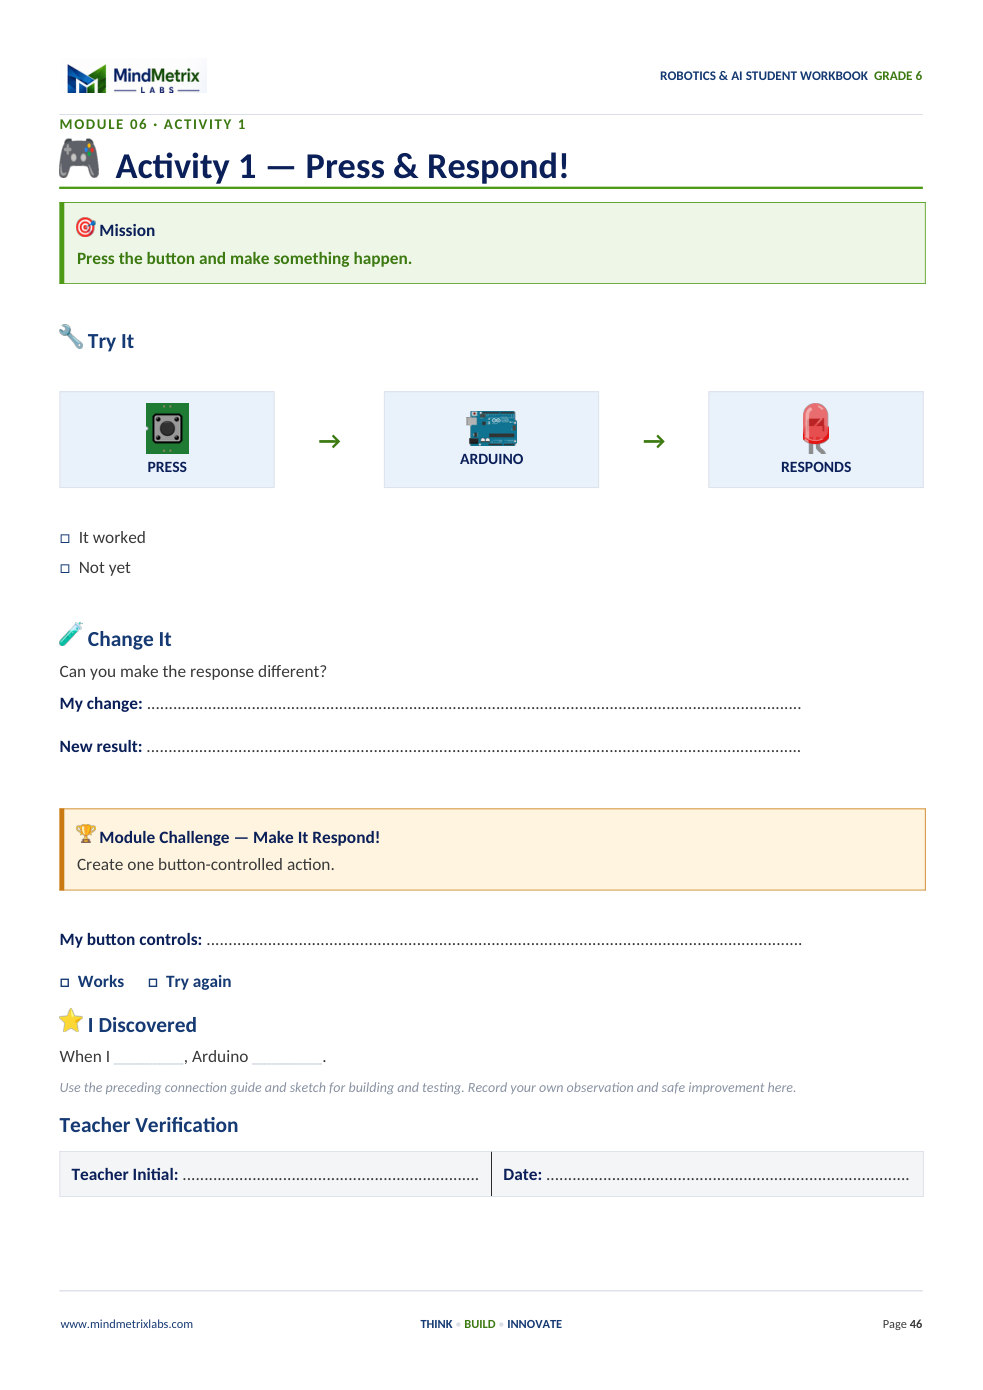 MindMetrix
LABS
ROBOTICS & AI STUDENT WORKBOOK GRADE 6
MODULE 06 · ACTIVITY 1
Activity 1 — Press & Respond!
Mission
Press the button and make something happen.
Try It
PRESS
→
ARDUINO
→
RESPONDS
□ It worked
□ Not yet
Change It
Can you make the response different?
My change: ......................................................................................................................................................
New result: ......................................................................................................................................................
Module Challenge — Make It Respond!
Create one button-controlled action.
My button controls: ........................................................................................................................................
□ Works □ Try again
I Discovered
When I ________, Arduino ________.
Use the preceding connection guide and sketch for building and testing. Record your own observation and safe improvement here.
Teacher Verification
Teacher Initial: .................................................................... Date: ...................................................................................
www.mindmetrixlabs.com THINK • BUILD • INNOVATE Page 46